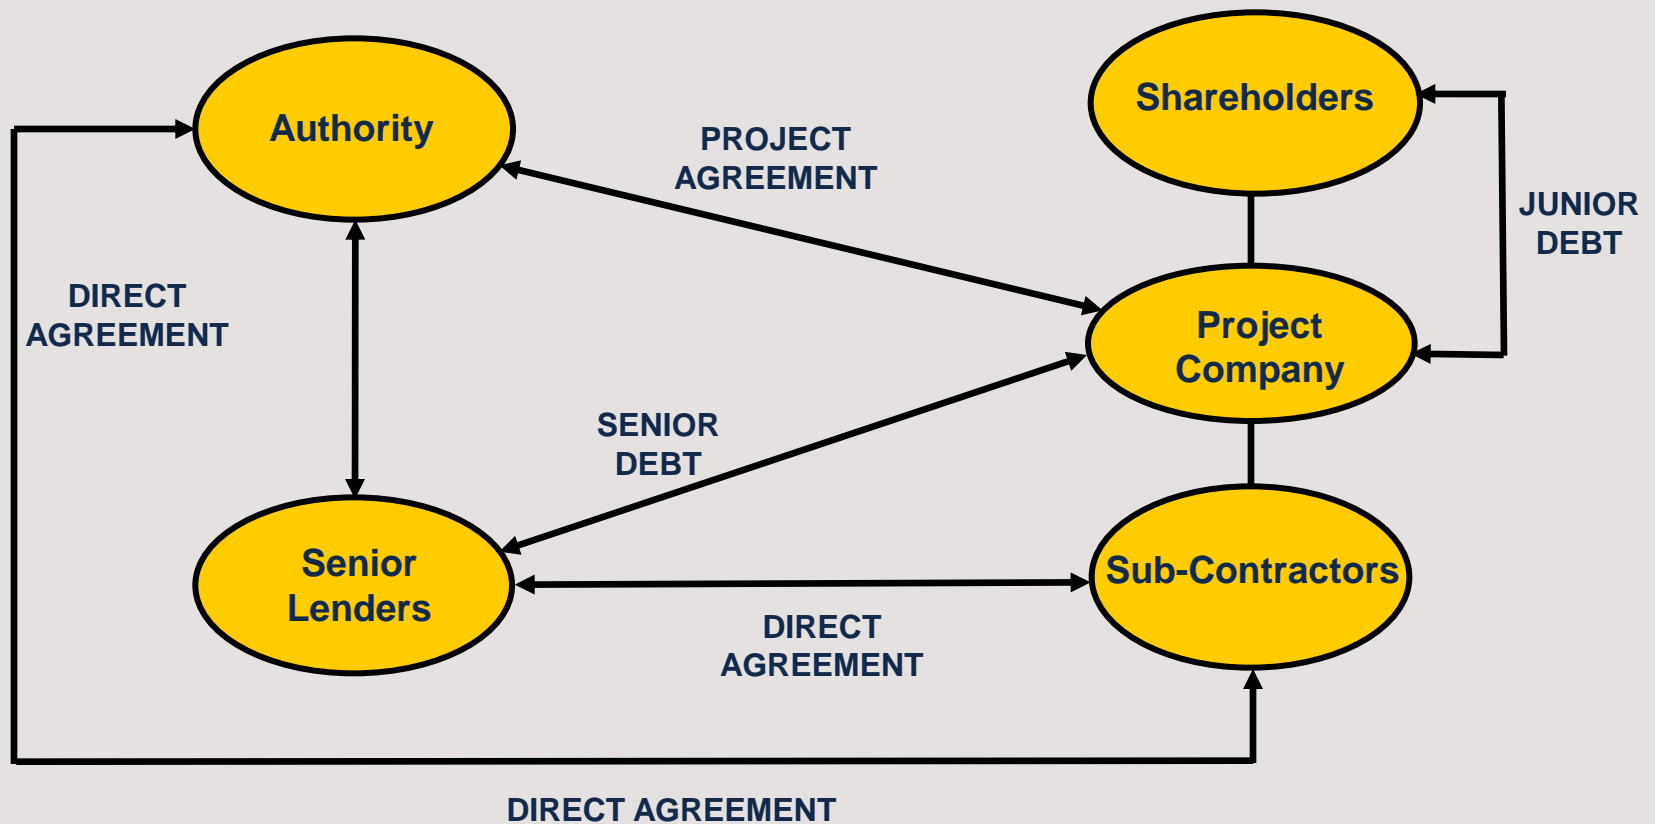 Authority
Shareholders
PROJECT
AGREEMENT
JUNIOR
DEBT
DIRECT
AGREEMENT
Project
Company
SENIOR
DEBT
Senior
Lenders
Sub-Contractors
DIRECT
AGREEMENT
DIRECT AGREEMENT